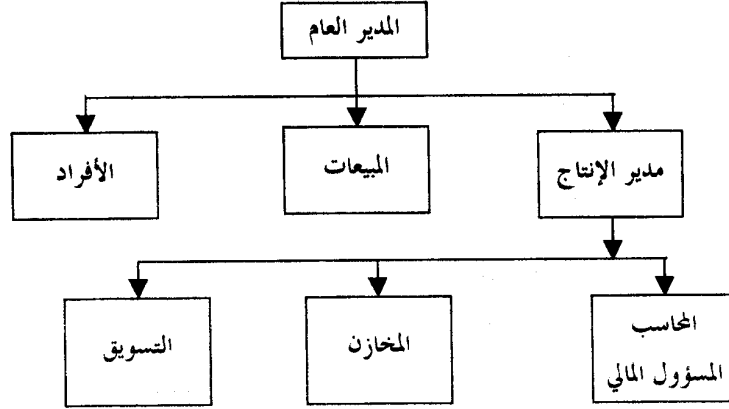 المدير العام
مدير الإنتاج
المبيعات
الأفراد
المحاسب
المسؤول المالي
المخازن
التسويق